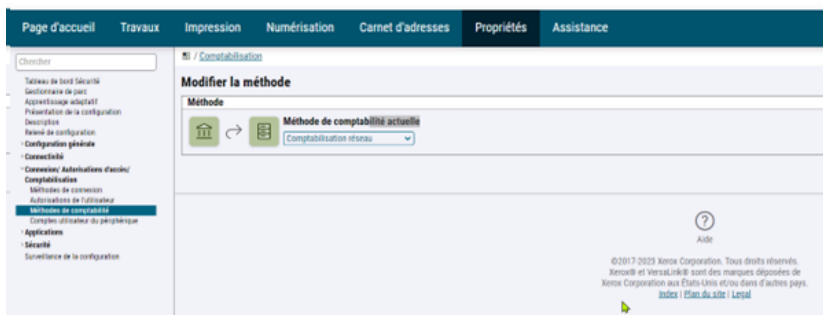 Page d'accueil Travaux Impression Numérisation Carnet d'adresses Propriétés Assistance
Chercher
Tableau de bord Sécurité
Gestionnaire de parc
Apprentissage adaptatif
Présentation de la configuration
Description
Relevé de configuration
Configuration générale
Connectivité
Connexion/ Autorisations d'accès/
Comptabilisation
Méthodes de connexion
Autorisations de l'utilisateur
Méthodes de comptabilité
Comptes utilisateur du périphérique
Applications
Sécurité
Surveillance de la configuration
/ Comptabilisation
Modifier la méthode
Méthode
Méthode de comptabilité actuelle
Comptabilisation réseau
?
Aide
©2017-2023 Xerox Corporation. Tous droits réservés.
Xerox® et VersaLink® sont des marques déposées de
Xerox Corporation aux États-Unis et/ou dans d'autres pays.
Index | Plan du site | Legal